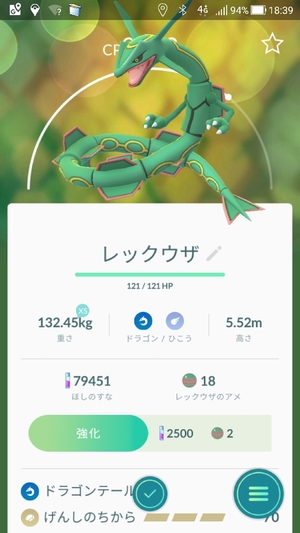 4G 94% 18:39
CP
レックウザ
121 / 121 HP
XS
132.45kg
ドラゴン / ひこう
5.52m
重さ
高さ
79451
18
ほしのすな
レックウザのアメ
強化
2500
2
ドラゴンテール
げんしのちから
70